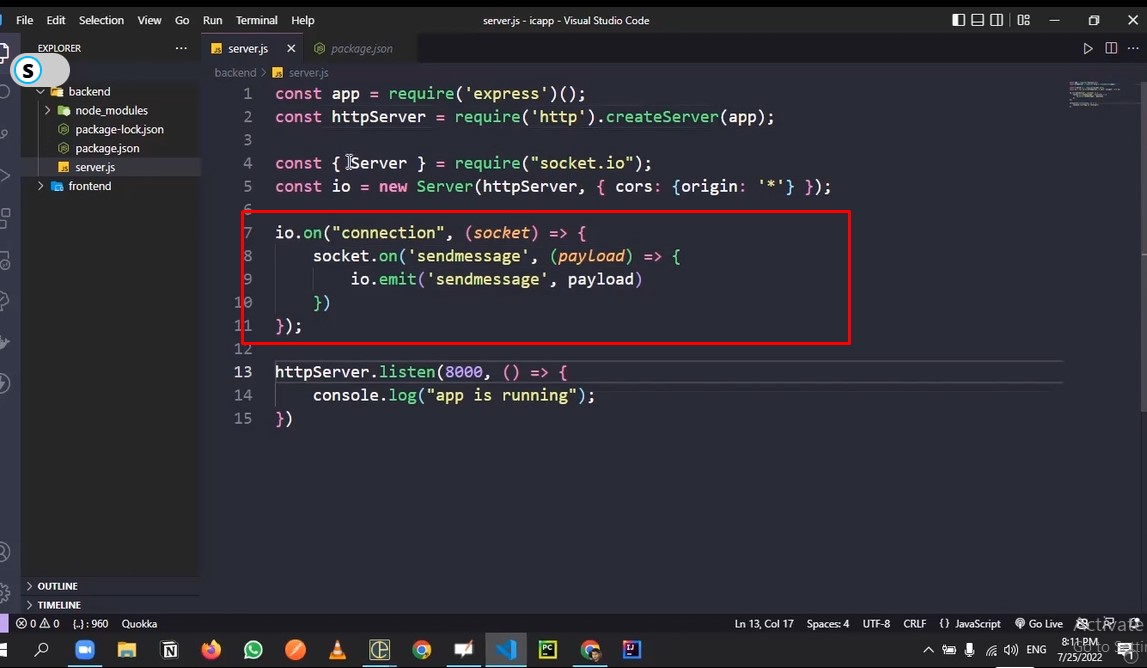 File Edit Selection View Go Run Terminal Help
server.js - icapp - Visual Studio Code
EXPLORER ...
S
backend
node_modules
package-lock.json
package.json
server.js
frontend
OUTLINE
TIMELINE
server.js package.json
backend > server.js
1 const app = require('express')();
2 const httpServer = require('http').createServer(app);
3
4 const { Server } = require("socket.io");
5 const io = new Server(httpServer, { cors: {origin: '*'} });
6
7 io.on("connection", (socket) => {
8 socket.on('sendmessage', (payload) => {
9 io.emit('sendmessage', payload)
10 })
11 });
12
13 httpServer.listen(8000, () => {
14 console.log("app is running");
15 })
0 0 {..} : 960 Quokka
Ln 13, Col 17 Spaces: 4 UTF-8 CRLF {} JavaScript Go Live
Activate
Go to
N PC IJ
ENG
8:11 PM
7/25/2022
1